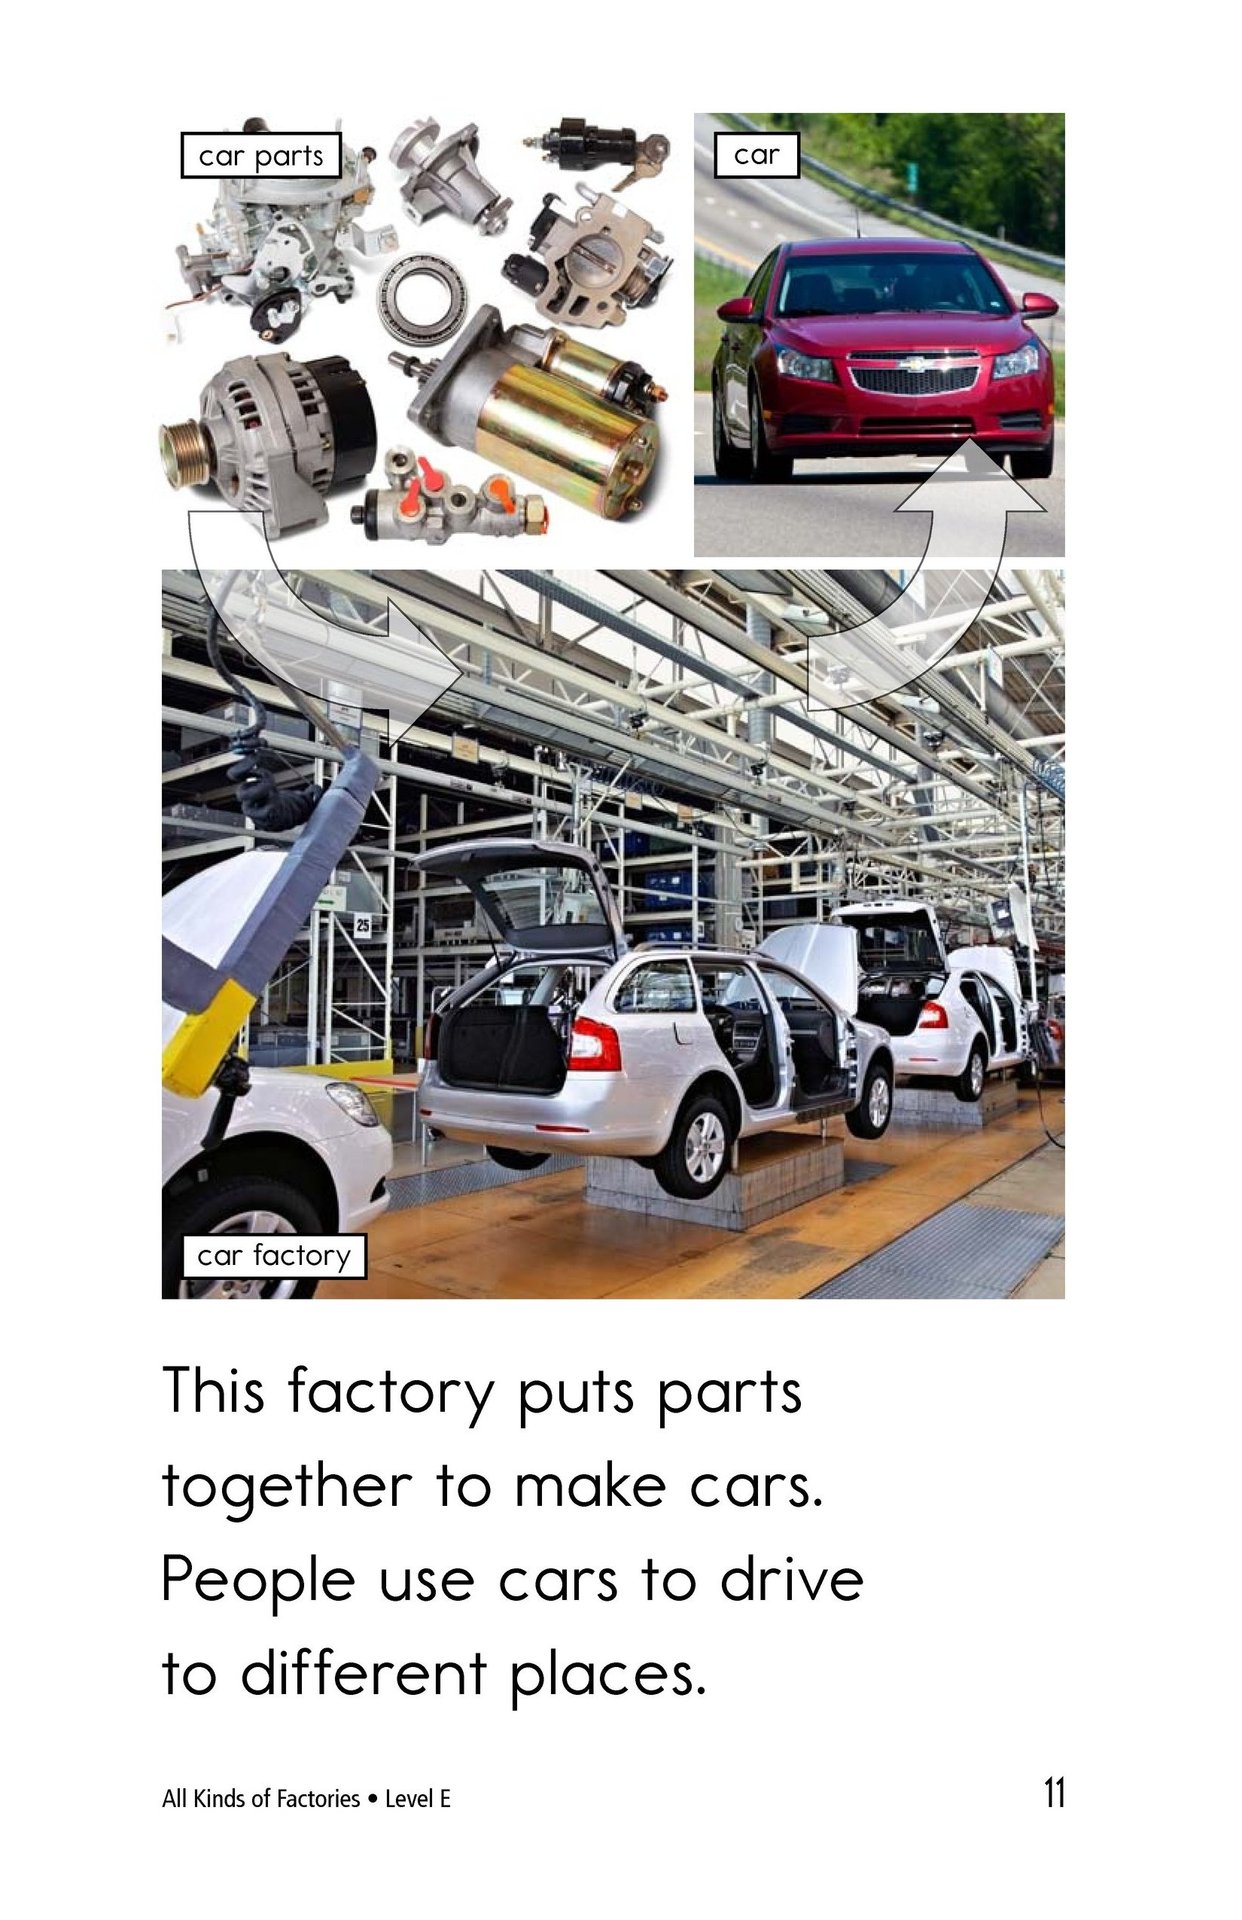 car parts
car
25
car factory
This factory puts parts
together to make cars.
People use cars to drive
to different places.
All Kinds of Factories • Level E
11